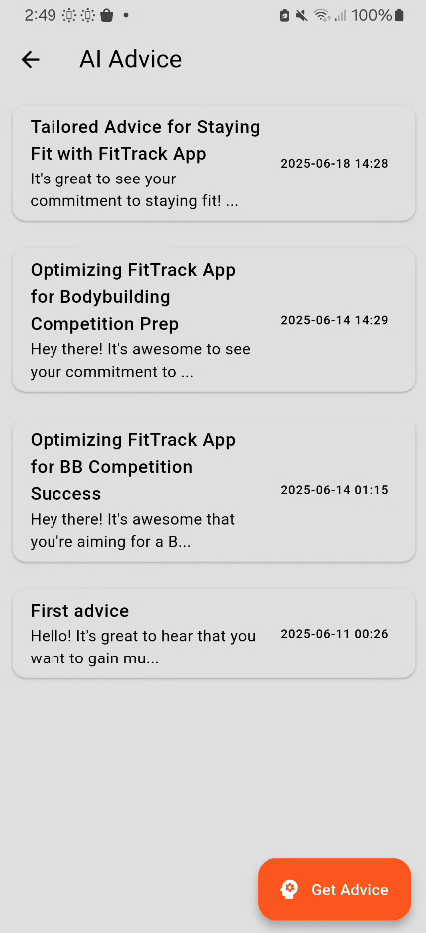 2:49 100%
AI Advice
Tailored Advice for Staying
Fit with FitTrack App
It's great to see your
commitment to staying fit! ...
2025-06-18 14:28
Optimizing FitTrack App
for Bodybuilding
Competition Prep
Hey there! It's awesome to see
your commitment to ...
2025-06-14 14:29
Optimizing FitTrack App
for BB Competition
Success
Hey there! It's awesome that
you're aiming for a B...
2025-06-14 01:15
First advice
Hello! It's great to hear that you
want to gain mu...
2025-06-11 00:26
Get Advice